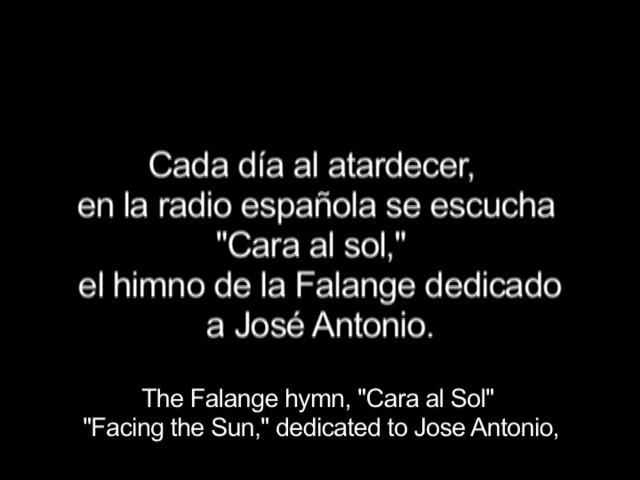 Cada día al atardecer,
en la radio española se escucha
"Cara al sol,"
el himno de la Falange dedicado
a José Antonio.
The Falange hymn, "Cara al Sol"
"Facing the Sun," dedicated to Jose Antonio,